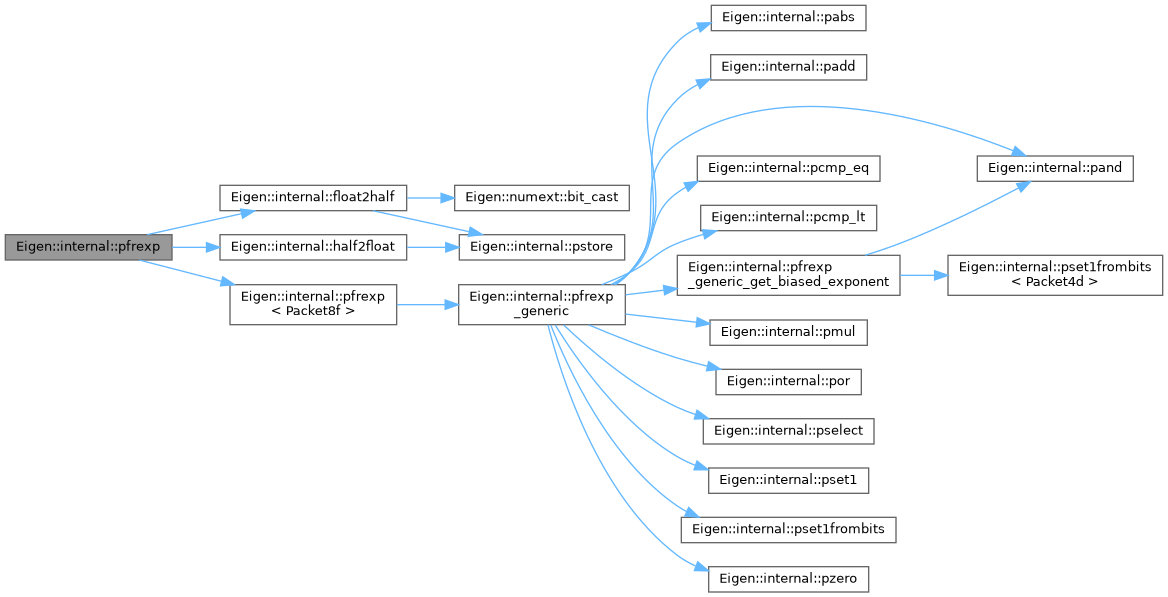 Eigen::internal::pfrexp
Eigen::internal::float2half
Eigen::internal::half2float
Eigen::internal::pfrexp
< Packet8f >
Eigen::numext::bit_cast
Eigen::internal::pstore
Eigen::internal::pfrexp
_generic
Eigen::internal::pabs
Eigen::internal::padd
Eigen::internal::pcmp_eq
Eigen::internal::pcmp_lt
Eigen::internal::pfrexp
_generic_get_biased_exponent
Eigen::internal::pmul
Eigen::internal::por
Eigen::internal::pselect
Eigen::internal::pset1
Eigen::internal::pset1frombits
Eigen::internal::pzero
Eigen::internal::pand
Eigen::internal::pset1frombits
< Packet4d >